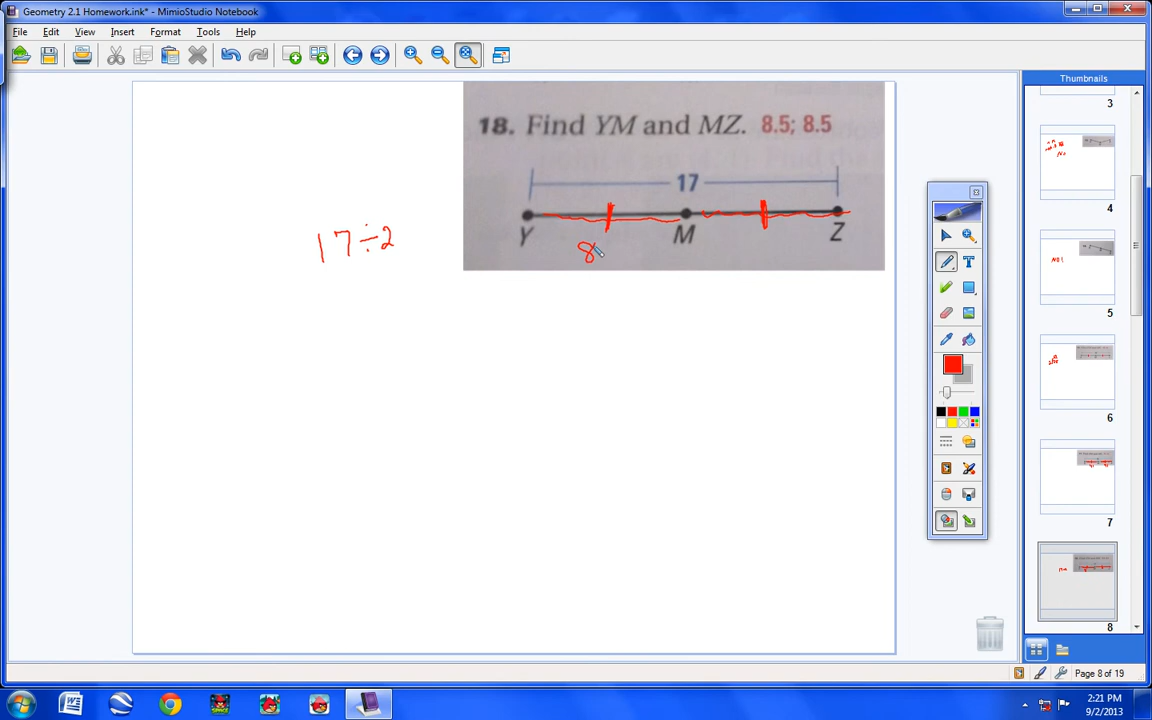 Geometry 2.1 Homework.ink* - MimioStudio Notebook
File Edit View Insert Format Tools Help
18. Find YM and MZ. 8.5; 8.5
17
Y M Z
17÷2
8
Thumbnails
3
4
5
6
7
8
Page 8 of 19
2:21 PM
9/2/2013